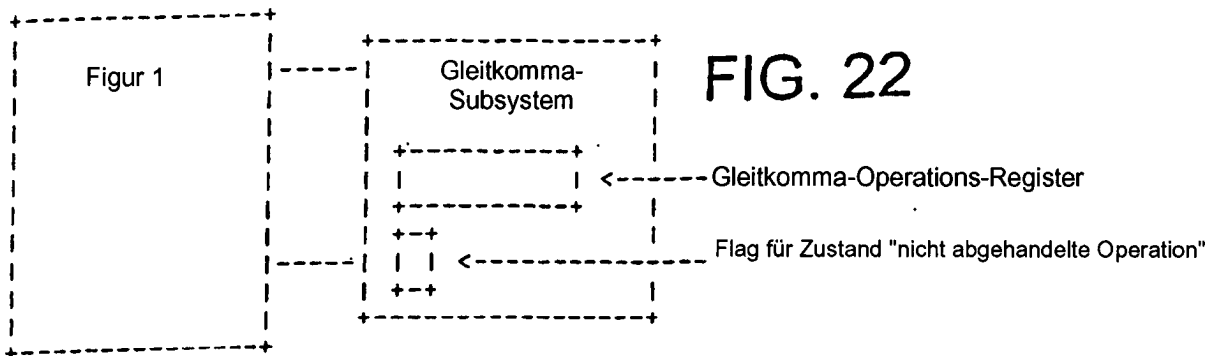 Figur 1
Gleitkomma-
Subsystem
FIG. 22
Gleitkomma-Operations-Register
Flag für Zustand "nicht abgehandelte Operation"